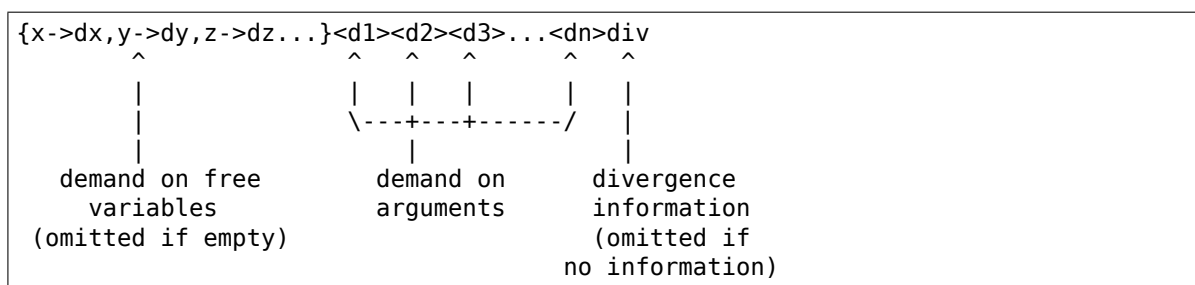 {x->dx,y->dy,z->dz...}<d1><d2><d3>...<dn>div
        ^              ^   ^   ^      ^   ^
        |              |   |   |      |   |
        |              \---+---+------/   |
        |                  |              |
   demand on free        demand on      divergence
     variables           arguments      information
 (omitted if empty)                     (omitted if
                                      no information)